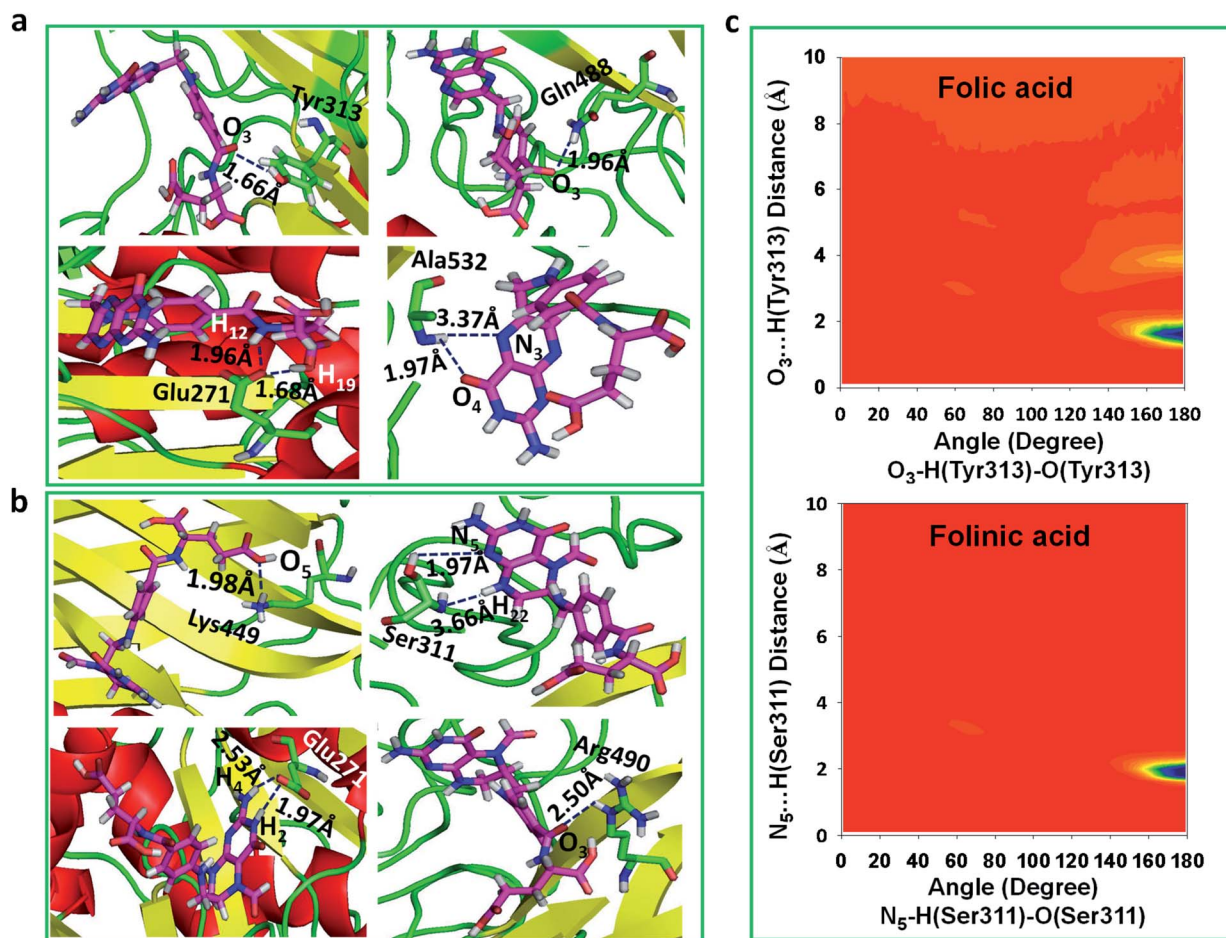 a
Tyr313
O₃
1.66Å
Gln488
1.96Å
O₃
H₁₂
1.96Å
Glu271
1.68Å
H₁₉
Ala532
3.37Å
N₃
1.97Å
O₄
b
O₅
1.98Å
Lys449
N₅
1.97Å
H₂₂
3.66Å
Ser311
2.53Å
Glu271
H₄
1.97Å
H₂
Arg490
2.50Å
O₃
c
Folic acid
O₃... H(Tyr313) Distance (Å)
10
8
6
4
2
0
0 20 40 60 80 100 120 140 160 180
Angle (Degree)
O₃-H(Tyr313)-O(Tyr313)
Folinic acid
N₅...H(Ser311) Distance (Å)
10
8
6
4
2
0
0 20 40 60 80 100 120 140 160 180
Angle (Degree)
N₅-H(Ser311)-O(Ser311)